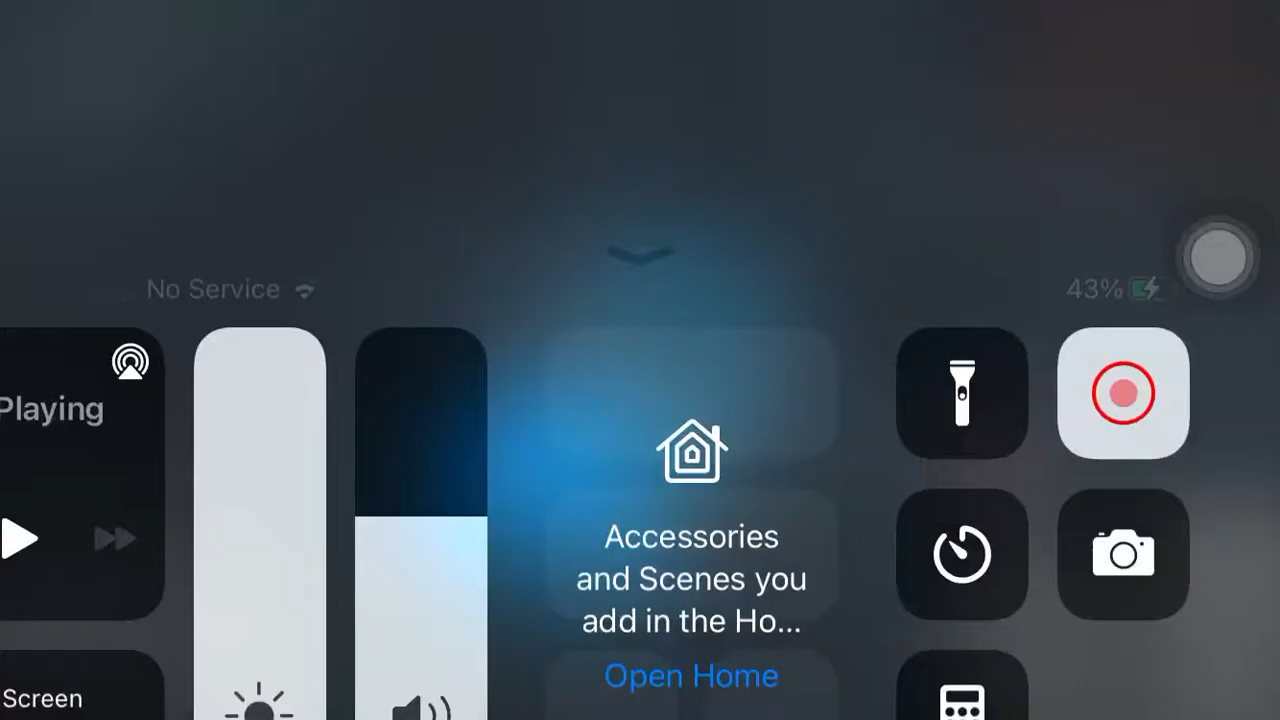 No Service
43%
Playing
Accessories
and Scenes you
add in the Ho...
Open Home
Screen